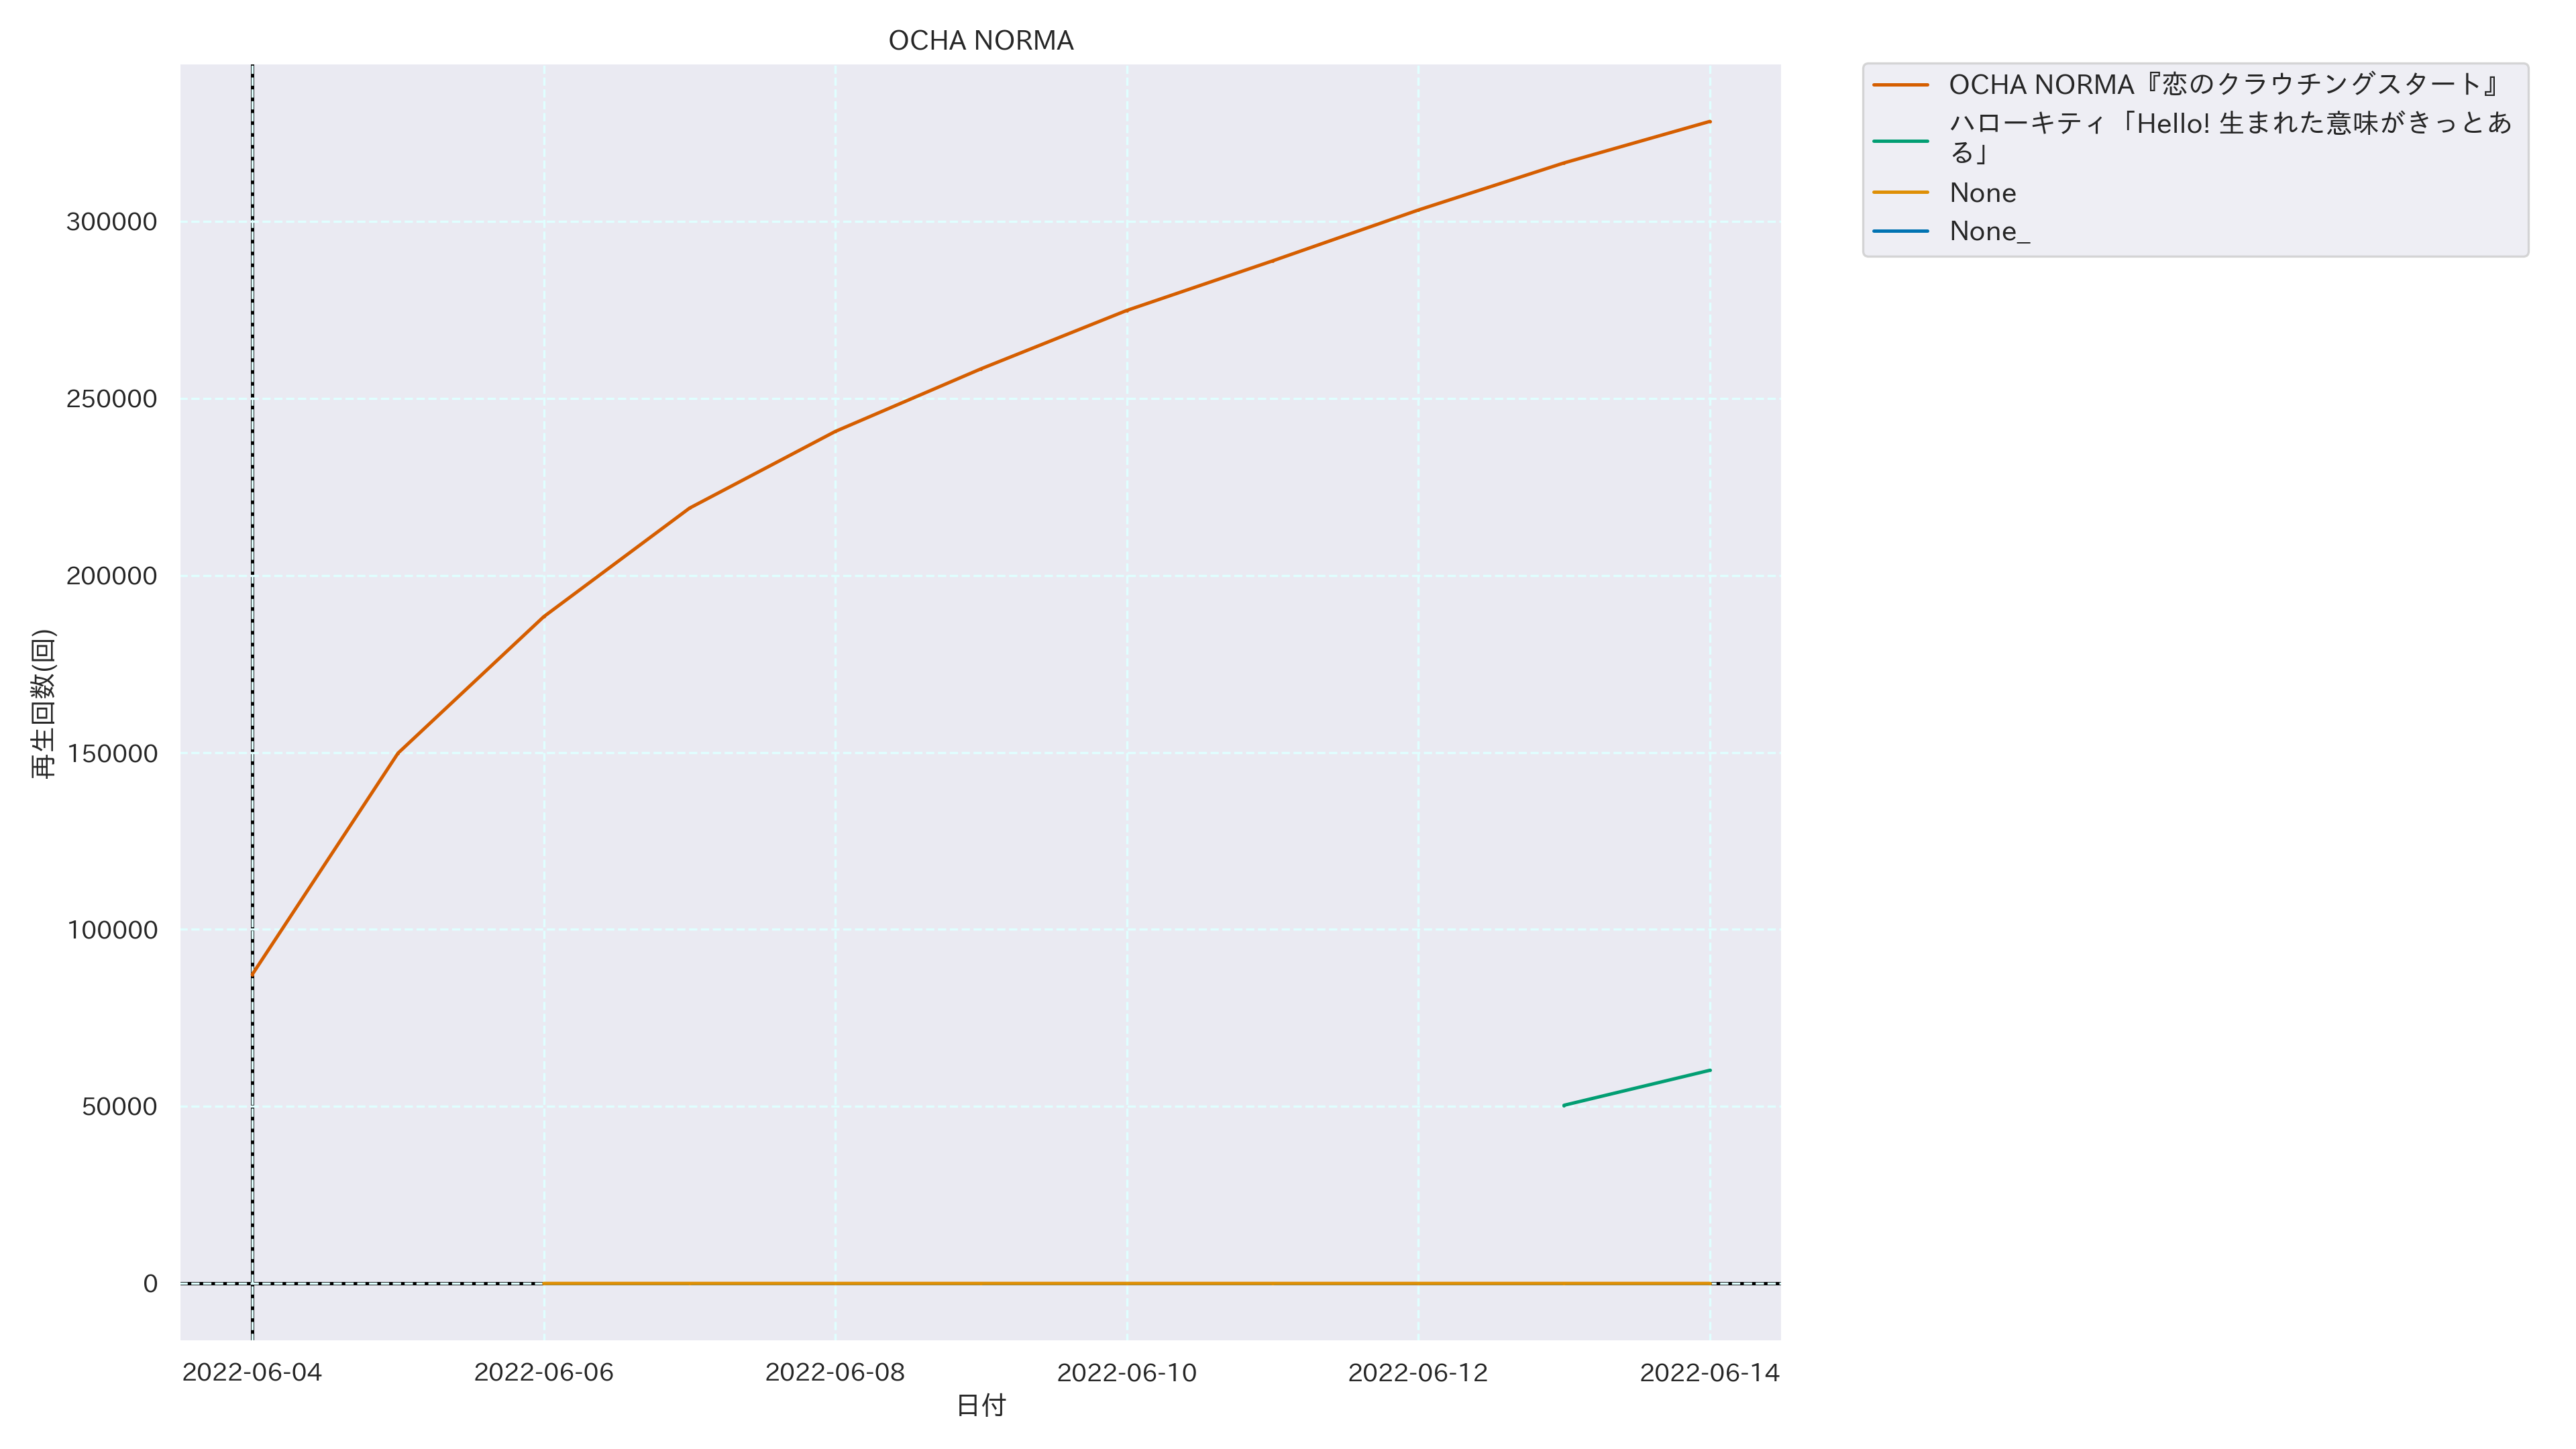 OCHA NORMA
OCHA NORMA『恋のクラウチングスタート』
ハローキティ「Hello! 生まれた意味がきっとあ
る」
None
None_
再生回数(回)
300000
250000
200000
150000
100000
50000
0
2022-06-04
2022-06-06
2022-06-08
2022-06-10
2022-06-12
2022-06-14
日付